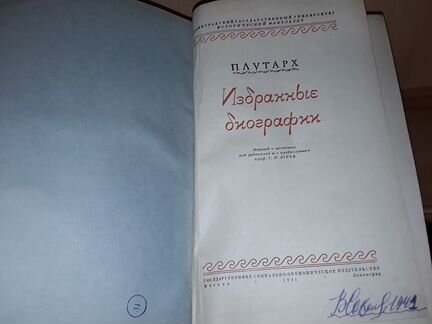 ЛЕНИНГРАДСКИЙ ГОСУДАРСТВЕННЫЙ УНИВЕРСИТЕТ
ИСТОРИЧЕСКИЙ ФАКУЛЬТЕТ
ПЛУТАРХ
Избранные
биографии
Перевод с греческого
под редакцией и с предисловием
проф. С. Я. ЛУРЬЕ
ГОСУДАРСТВЕННОЕ СОЦИАЛЬНО-ЭКОНОМИЧЕСКОЕ ИЗДАТЕЛЬСТВО
Москва 1941 Ленинград